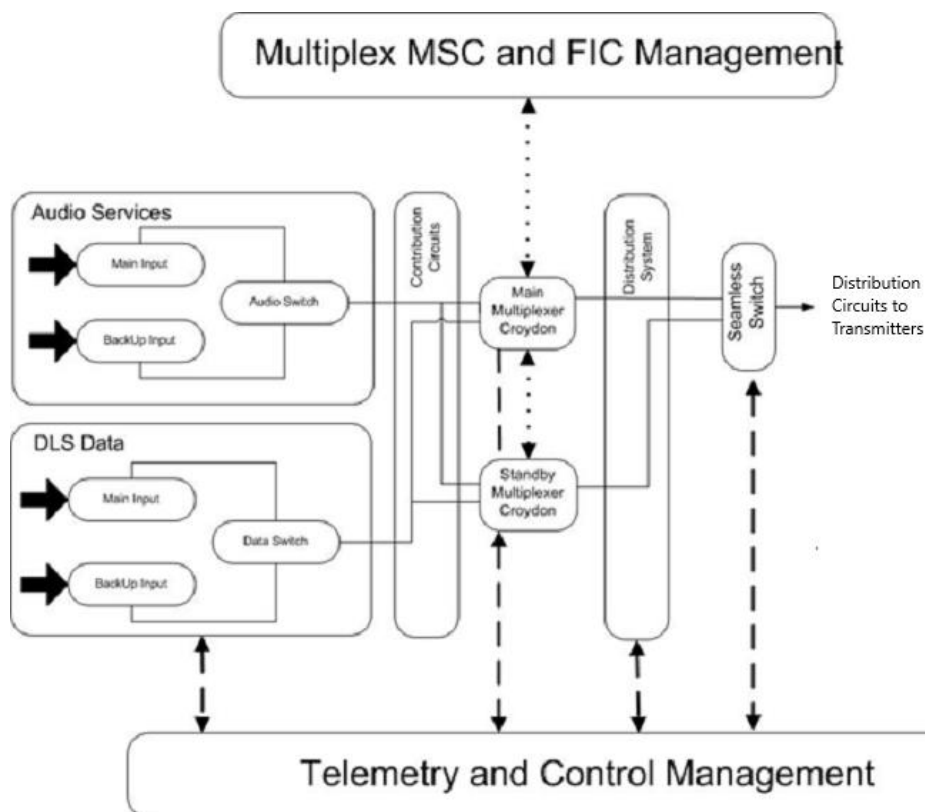 Multiplex MSC and FIC Management
Audio Services
Main Input
BackUp Input
Audio Switch
DLS Data
Main Input
BackUp Input
Data Switch
Contribution
Circuits
Main
Multiplexer
Croydon
Standby
Multiplexer
Croydon
Distribution
System
Seamless
Switch
Distribution
Circuits to
Transmitters
Telemetry and Control Management